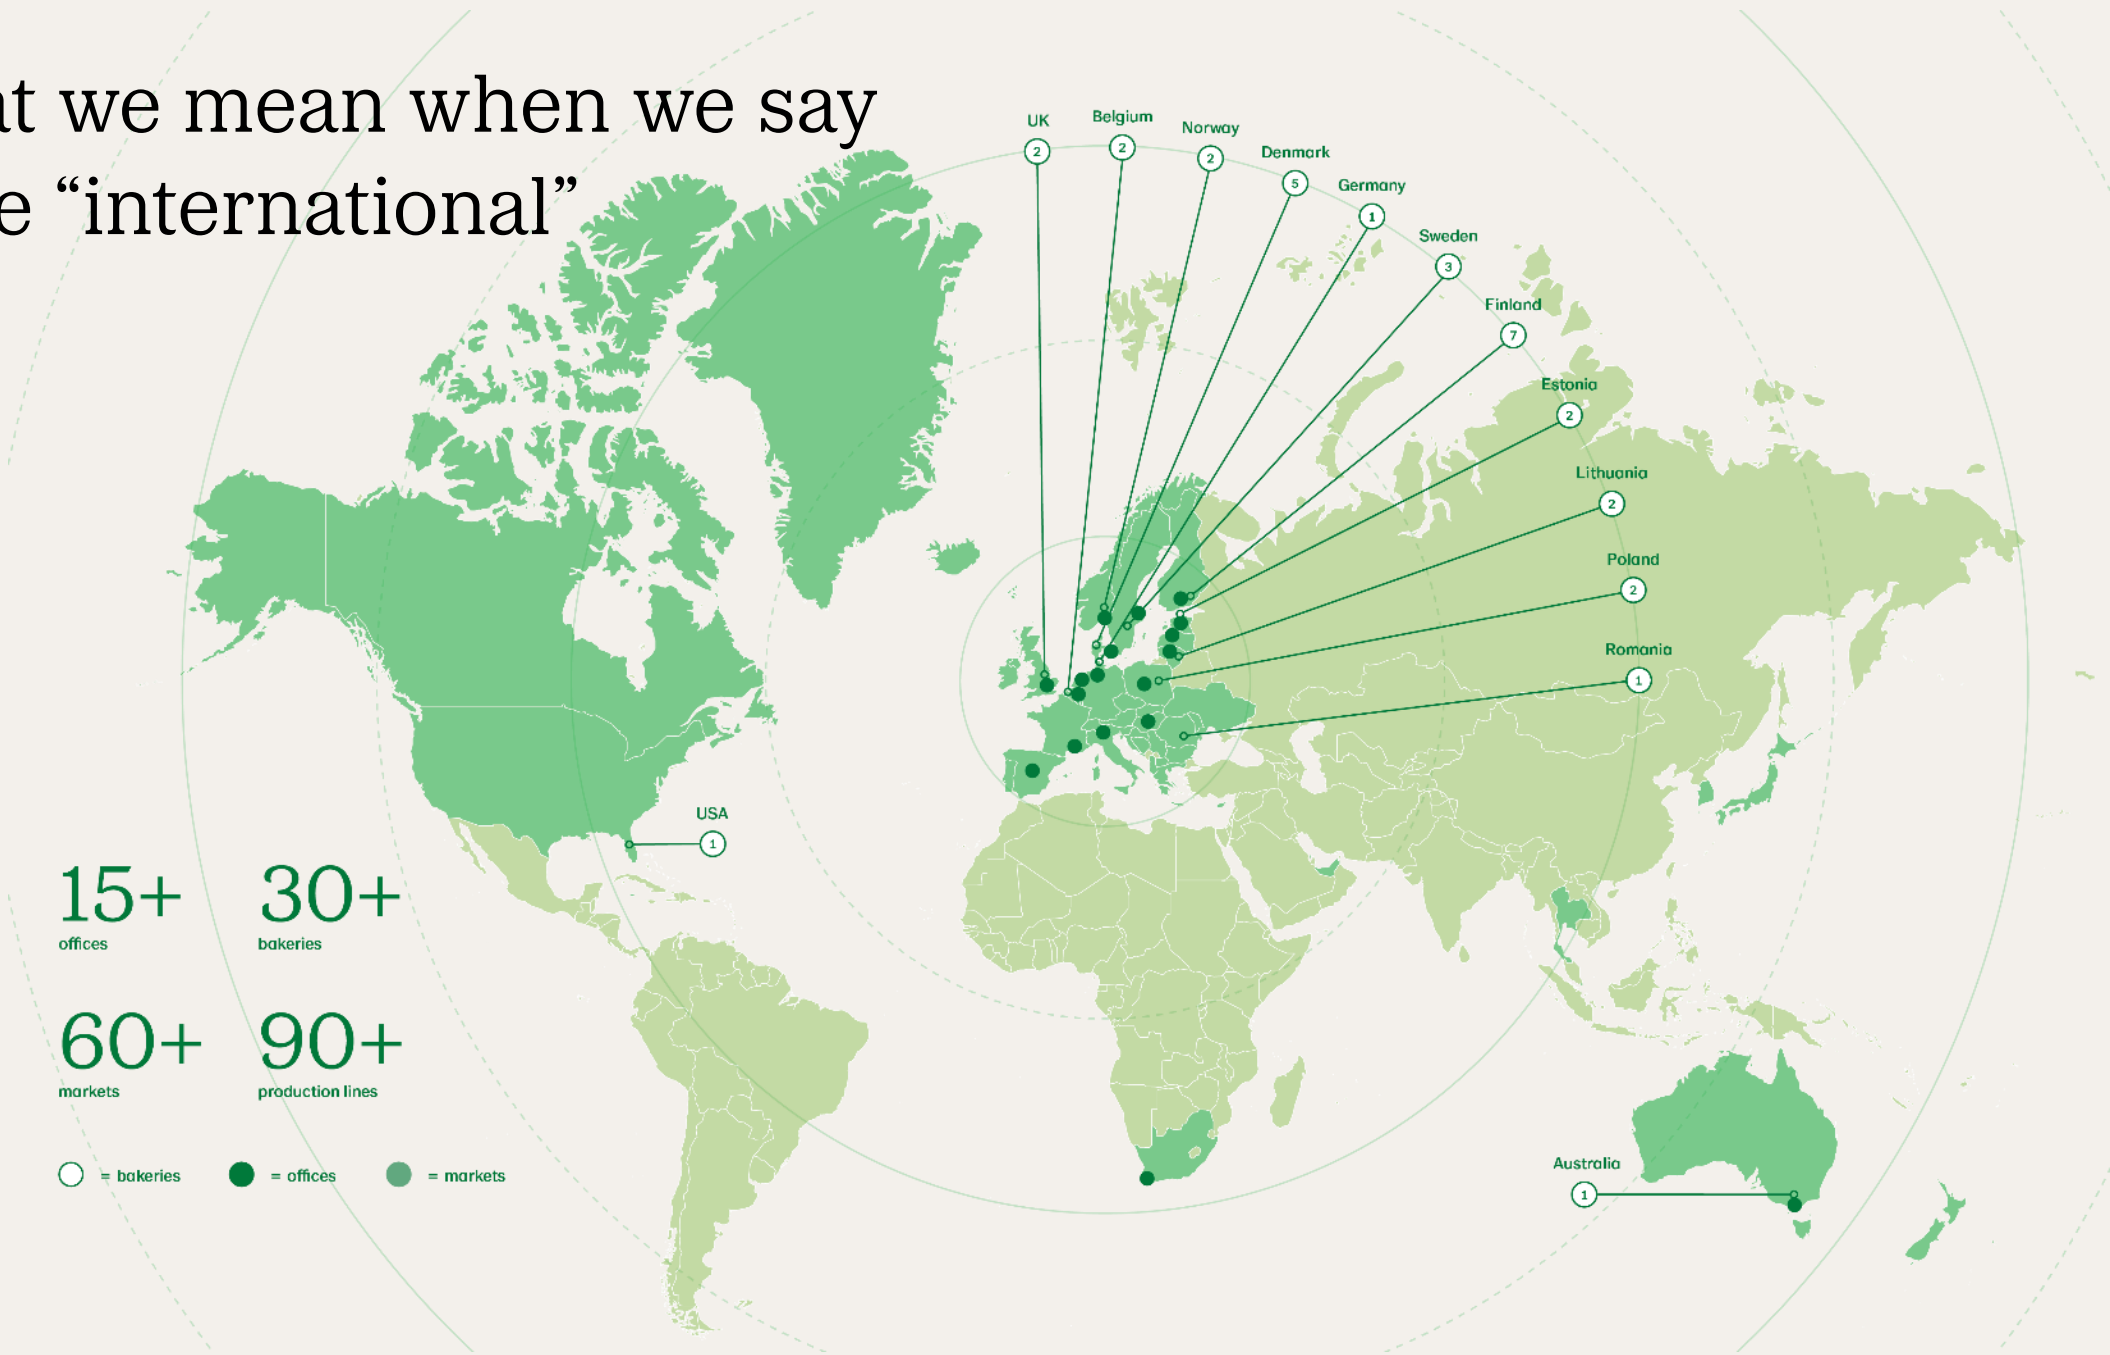 at we mean when we say
e “international”
UK
2
Belgium
2
Norway
2
Denmark
5
Germany
1
Sweden
3
Finland
7
Estonia
2
Lithuania
2
Poland
2
Romania
1
USA
1
15+
offices
30+
bakeries
60+
markets
90+
production lines
= bakeries
= offices
= markets
Australia
1